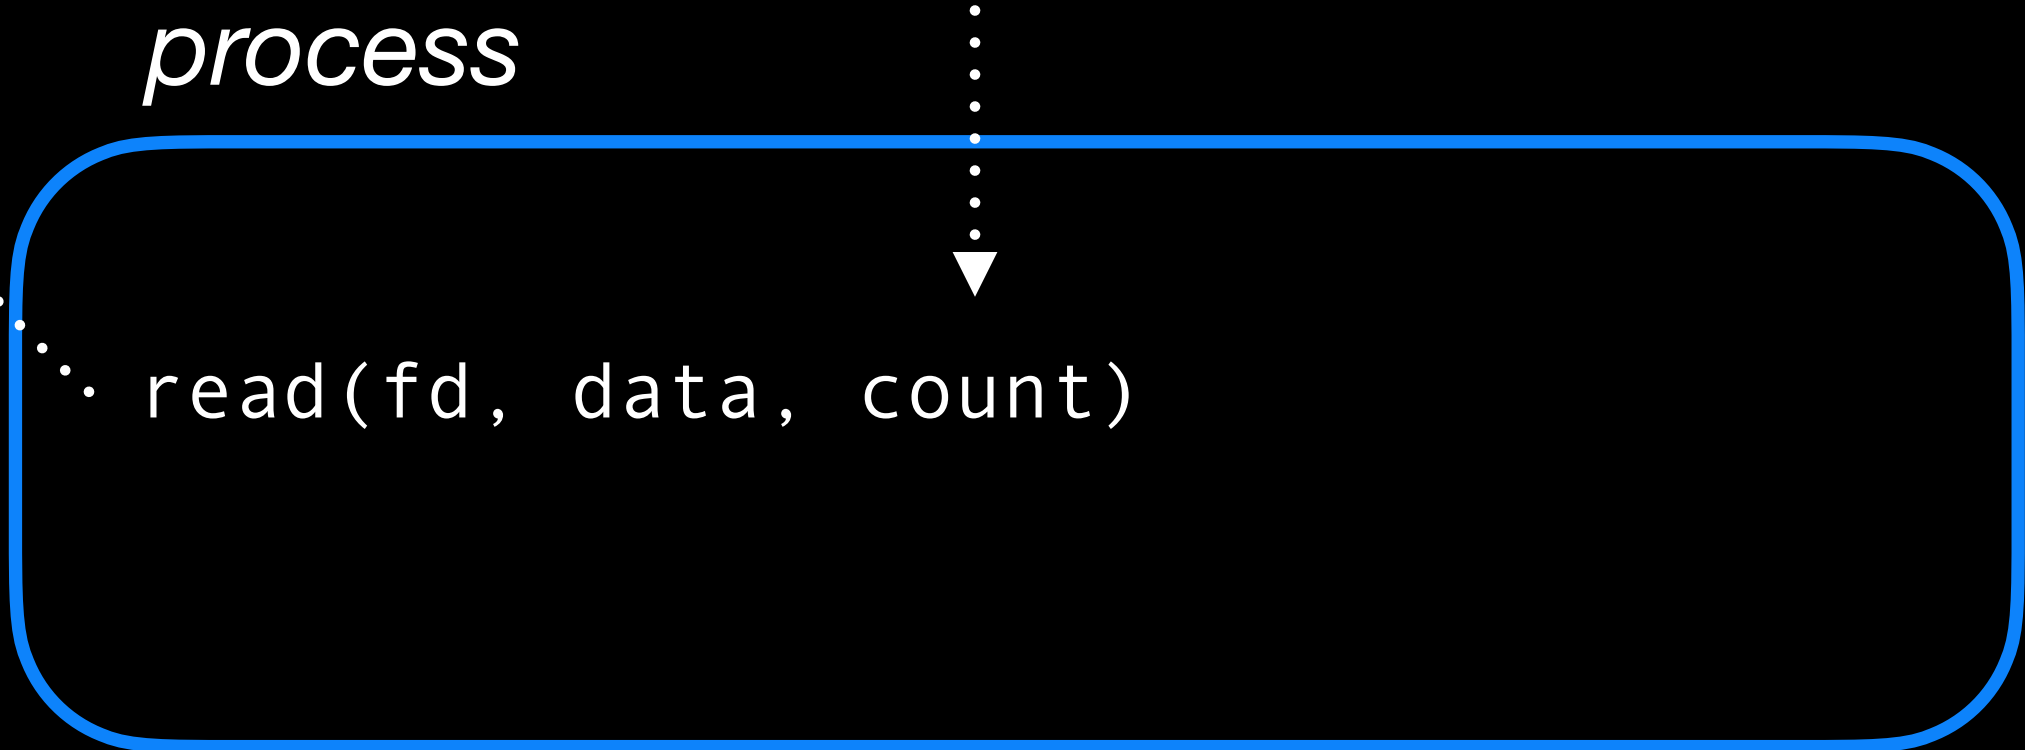 process
read(fd, data, count)